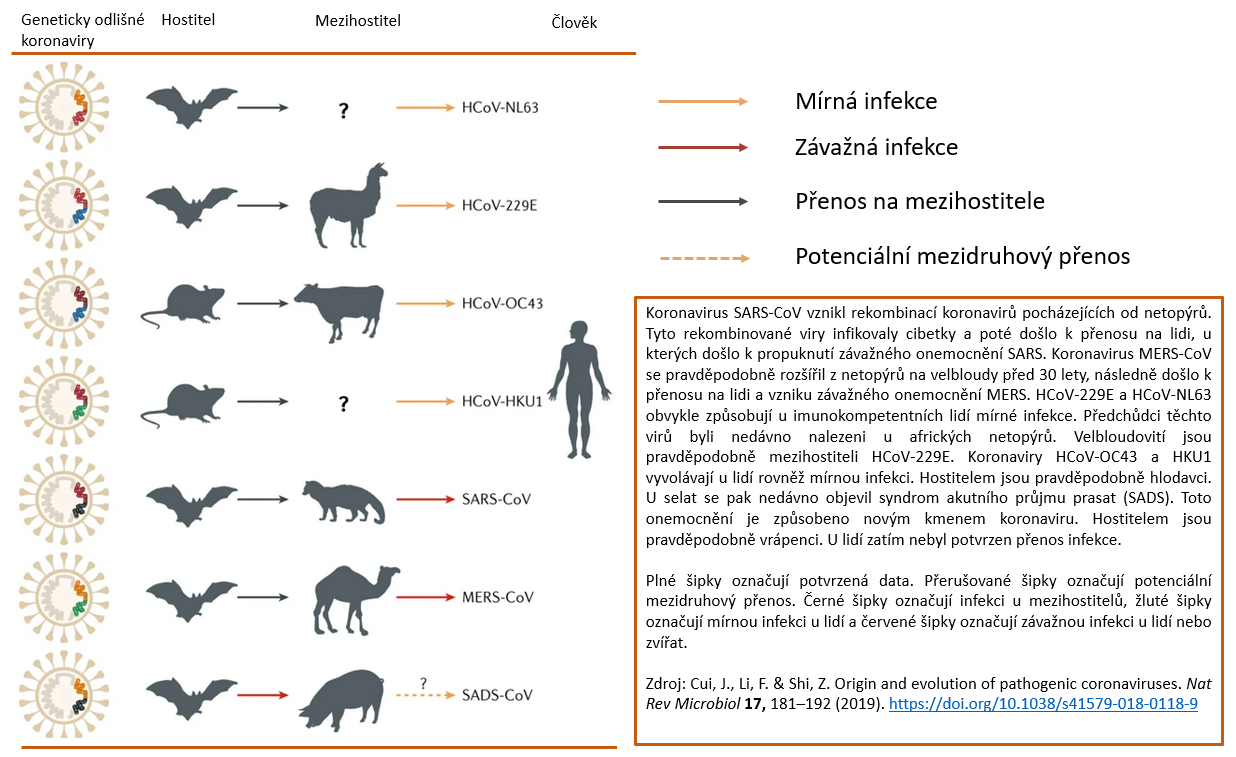 Geneticky odlišné
koronaviry
Hostitel
Mezihostitel
Člověk
?
HCoV-NL63
HCoV-229E
HCoV-OC43
?
HCoV-HKU1
SARS-CoV
MERS-CoV
?
SADS-CoV
Mírná infekce
Závažná infekce
Přenos na mezihostitele
Potenciální mezidruhový přenos
Koronavirus SARS-CoV vznikl rekombinací koronavirů pocházejících od netopýrů.
Tyto rekombinované viry infikovaly cibetky a poté došlo k přenosu na lidi, u
kterých došlo k propuknutí závažného onemocnění SARS. Koronavirus MERS-CoV
se pravděpodobně rozšířil z netopýrů na velbloudy před 30 lety, následně došlo k
přenosu na lidi a vzniku závažného onemocnění MERS. HCoV-229E a HCoV-NL63
obvykle způsobují u imunokompetentních lidí mírné infekce. Předchůdci těchto
virů byli nedávno nalezeni u afrických netopýrů. Velbloudovití jsou
pravděpodobně mezihostiteli HCoV-229E. Koronaviry HCoV-OC43 a HKU1
vyvolávají u lidí rovněž mírnou infekci. Hostitelem jsou pravděpodobně hlodavci.
U selat se pak nedávno objevil syndrom akutního průjmu prasat (SADS). Toto
onemocnění je způsobeno novým kmenem koronaviru. Hostitelem jsou
pravděpodobně vrápenci. U lidí zatím nebyl potvrzen přenos infekce.
Plné šipky označují potvrzená data. Přerušované šipky označují potenciální
mezidruhový přenos. Černé šipky označují infekci u mezihostitelů, žluté šipky
označují mírnou infekci u lidí a červené šipky označují závažnou infekci u lidí nebo
zvířat.
Zdroj: Cui, J., Li, F. & Shi, Z. Origin and evolution of pathogenic coronaviruses. Nat
Rev Microbiol 17, 181–192 (2019). https://doi.org/10.1038/s41579-018-0118-9